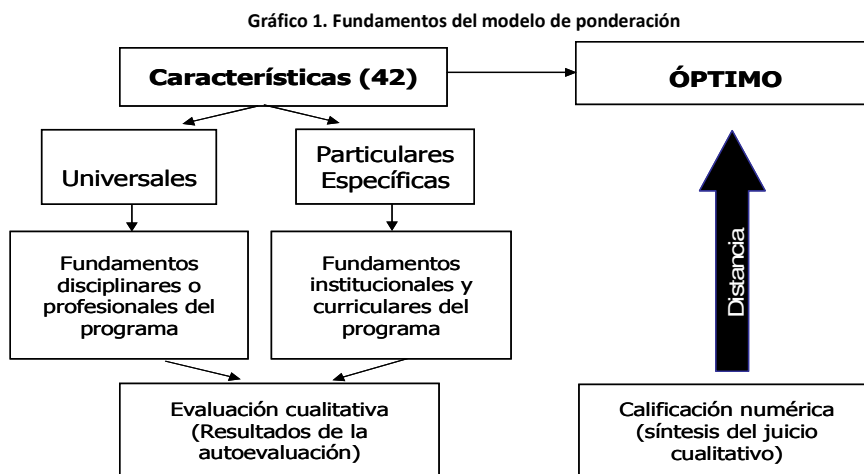 Gráfico 1. Fundamentos del modelo de ponderación
Características (42)
ÓPTIMO
Universales
Particulares
Específicas
Fundamentos
disciplinares o
profesionales del
programa
Fundamentos
institucionales y
curriculares del
programa
Distancia
Evaluación cualitativa
(Resultados de la
autoevaluación)
Calificación numérica
(síntesis del juicio
cualitativo)